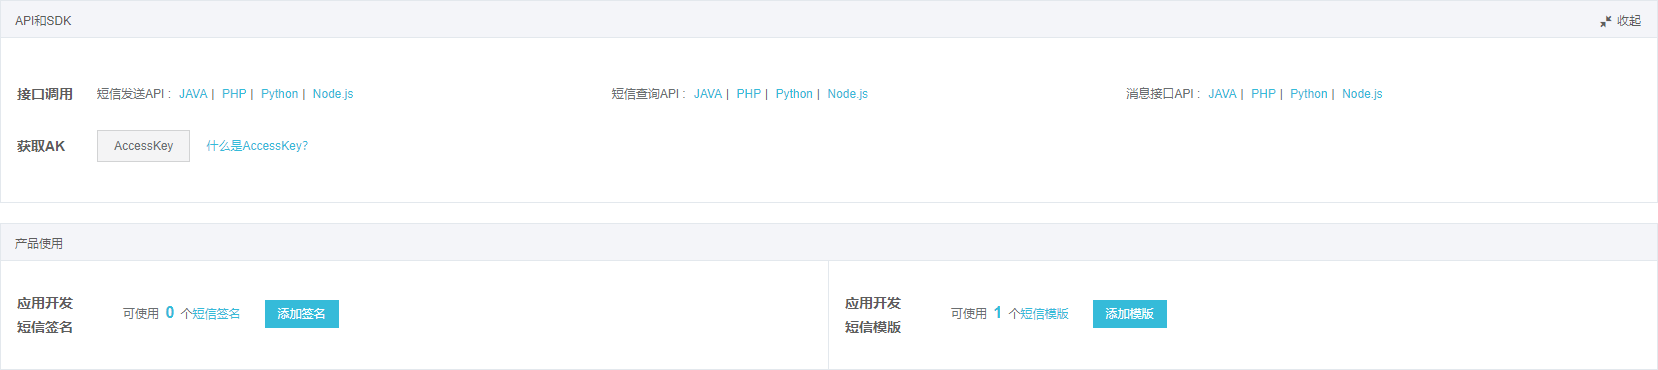 API和SDK 收起
接口调用 短信发送API : JAVA | PHP | Python | Node.js 短信查询API : JAVA | PHP | Python | Node.js 消息接口API : JAVA | PHP | Python | Node.js
获取AK AccessKey 什么是AccessKey?
产品使用
应用开发
短信签名
可使用 0 个短信签名 添加签名
应用开发
短信模版
可使用 1 个短信模版 添加模版